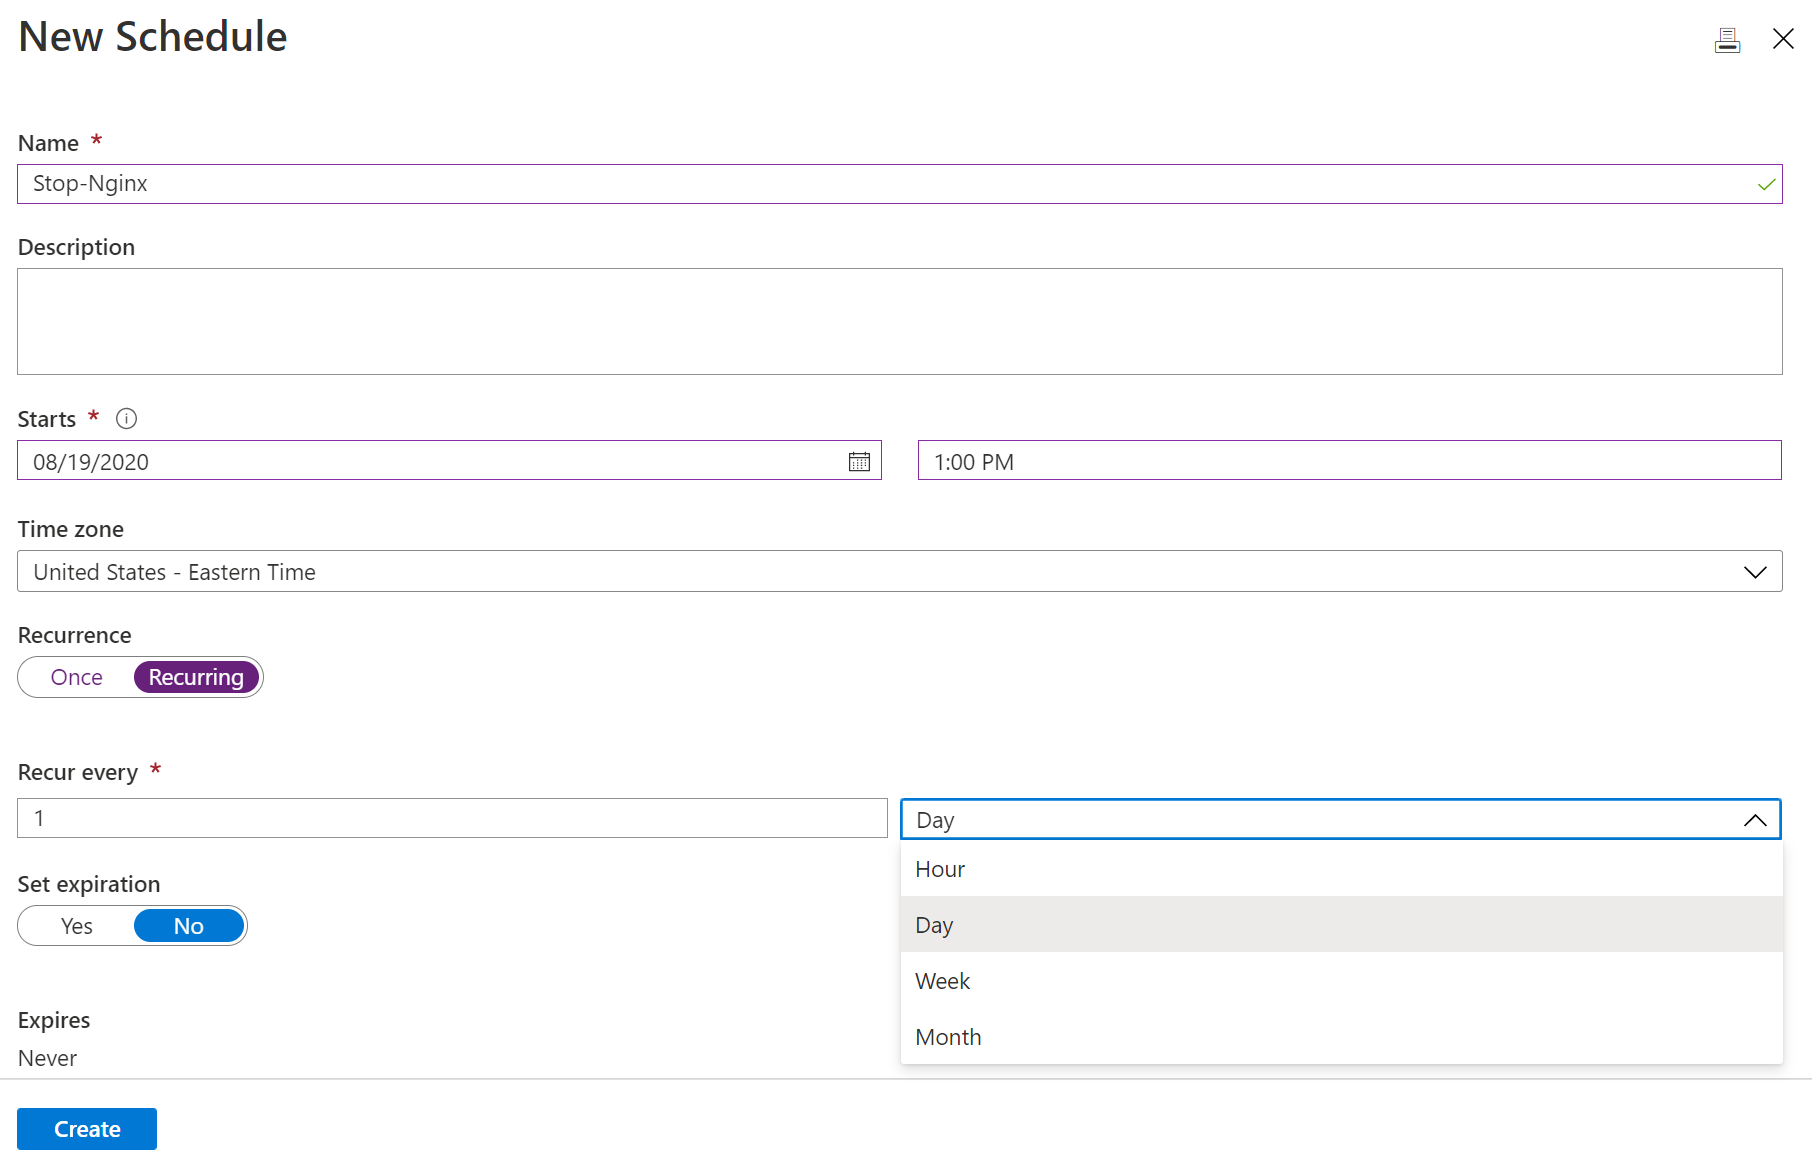 New Schedule
Name *
Stop-Nginx
Description
Starts *
08/19/2020 1:00 PM
Time zone
United States - Eastern Time
Recurrence
Once Recurring
Recur every *
1 Day
Hour
Day
Week
Month
Set expiration
Yes No
Expires
Never
Create